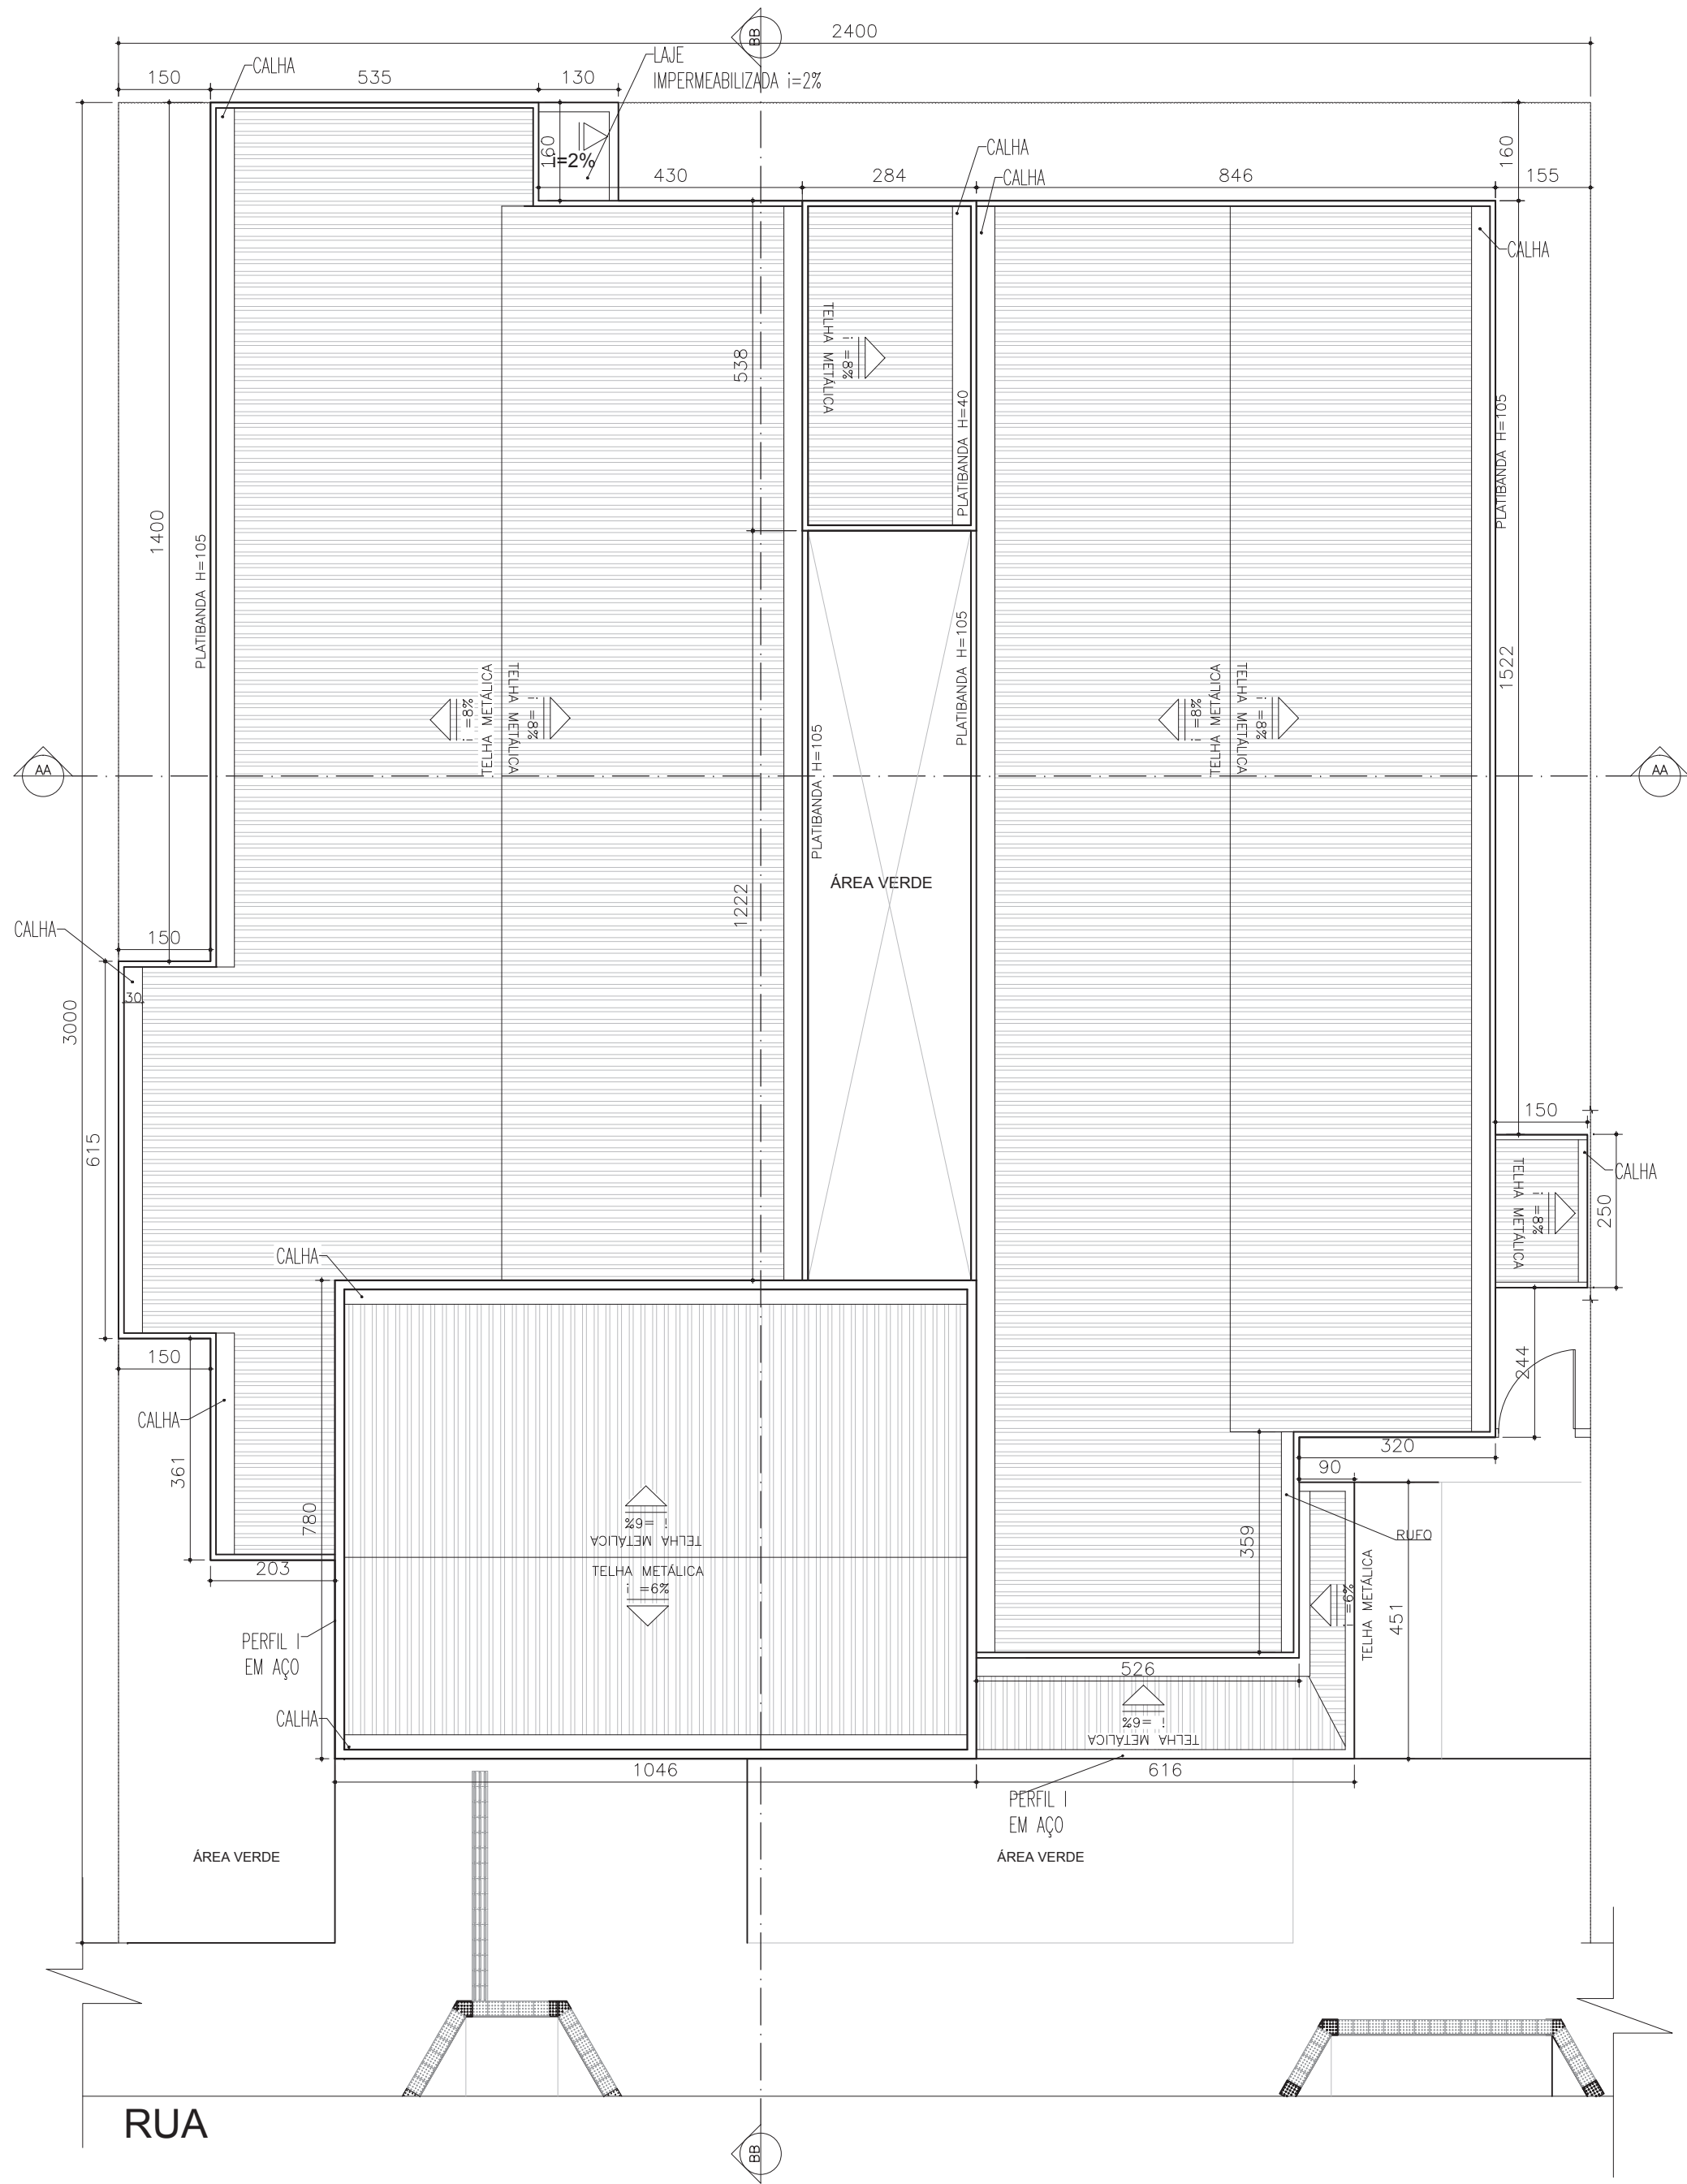 BB
2400
LAJE
IMPERMEABILIZADA i=2%
CALHA
150
535
130
160
i=2%
CALHA
CALHA
160
430
284
846
155
CALHA
TELHA METÁLICA
i =8%
538
PLATIBANDA H=40
PLATIBANDA H=105
1400
PLATIBANDA H=105
PLATIBANDA H=105
1522
i =8%
TELHA METÁLICA
TELHA METÁLICA
i =8%
i =8%
TELHA METÁLICA
TELHA METÁLICA
i =8%
PLATIBANDA H=105
AA
AA
ÁREA VERDE
1222
CALHA
150
30
3000
615
150
CALHA
TELHA METÁLICA
i =8%
250
CALHA
780
150
244
CALHA
361
320
90
359
RUFO
i =6%
TELHA METÁLICA
TELHA METÁLICA
i =6%
203
i =6%
TELHA METÁLICA
451
PERFIL I
EM AÇO
526
CALHA
i =6%
TELHA METÁLICA
1046
616
PERFIL I
EM AÇO
ÁREA VERDE
ÁREA VERDE
RUA
BB